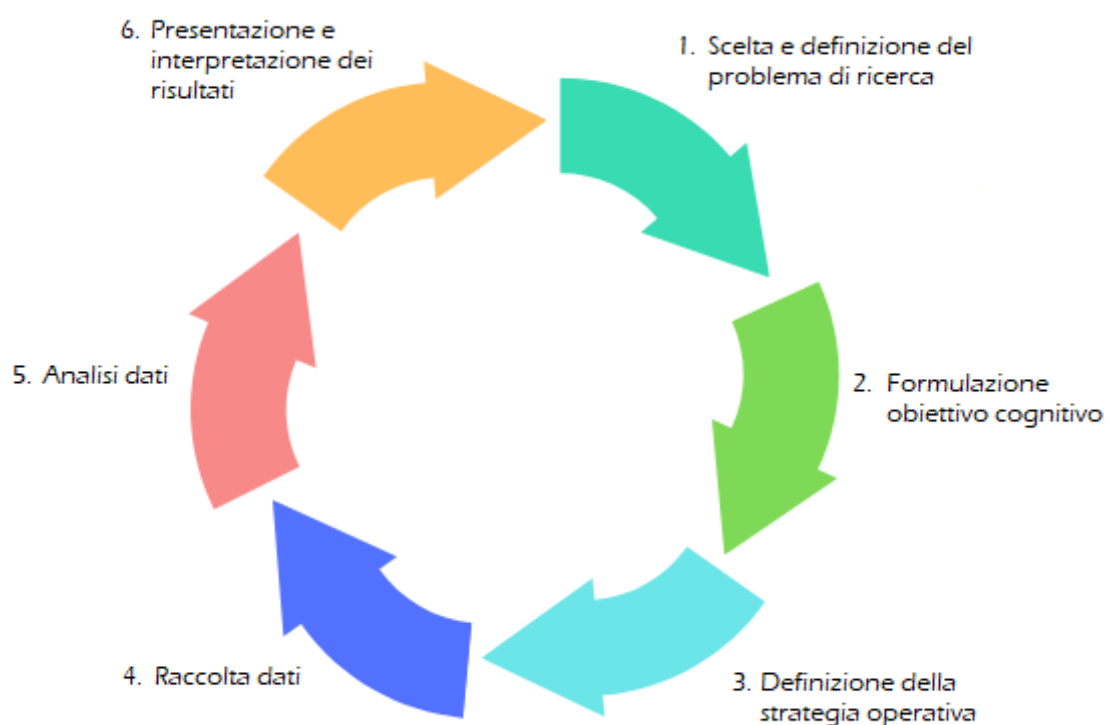 1. Scelta e definizione del
problema di ricerca
2. Formulazione
obiettivo cognitivo
3. Definizione della
strategia operativa
4. Raccolta dati
5. Analisi dati
6. Presentazione e
interpretazione dei
risultati